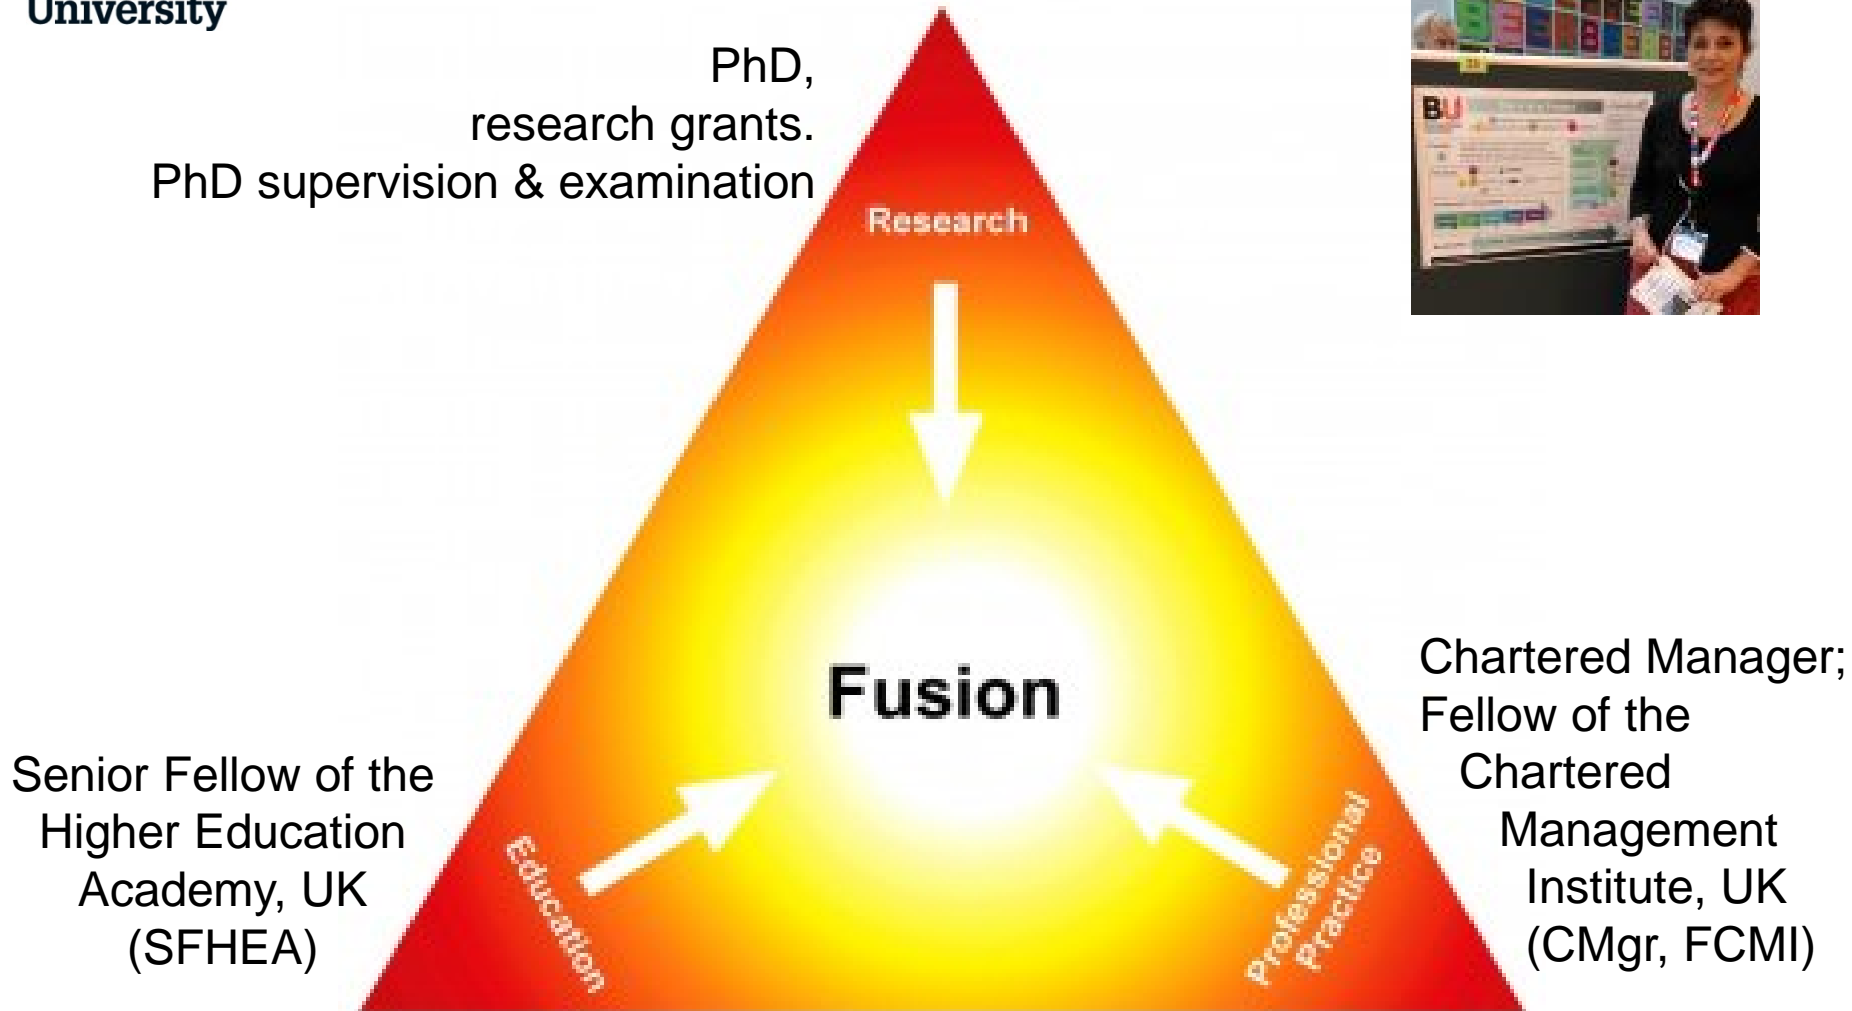 University
PhD,
research grants.
PhD supervision & examination
Research
BU
Fusion
Chartered Manager;
Fellow of the
Chartered
Management
Institute, UK
(CMgr, FCMI)
Senior Fellow of the
Higher Education
Academy, UK
(SFHEA)
Education
Professional
Practice